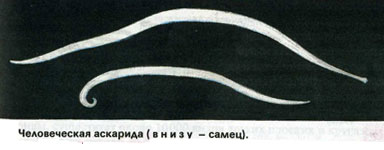 Человеческая аскарида ( в н и з у – самец).